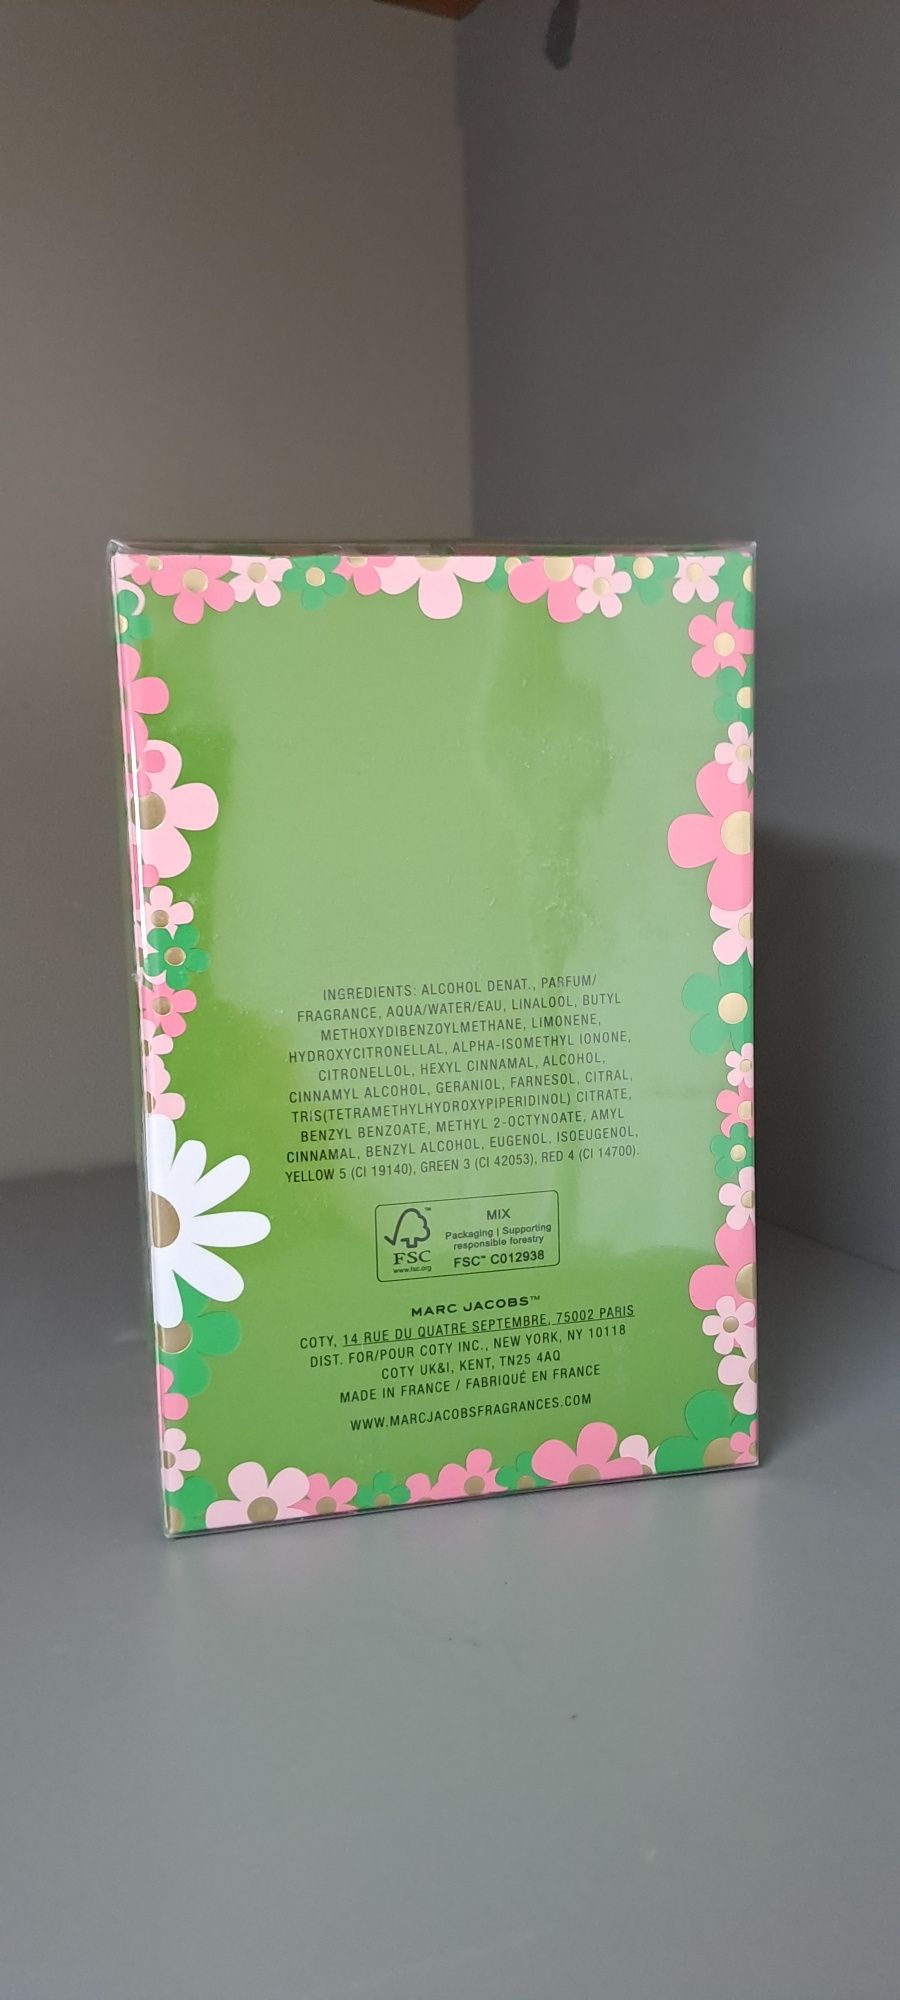 INGREDIENTS: ALCOHOL DENAT., PARFUM/
FRAGRANCE, AQUA/WATER/EAU, LINALOOL, BUTYL
METHOXYDIBENZOYLMETHANE, LIMONENE,
HYDROXYCITRONELLAL, ALPHA-ISOMETHYL IONONE,
CITRONELLOL, HEXYL CINNAMAL, ALCOHOL,
CINNAMYL ALCOHOL, GERANIOL, FARNESOL, CITRAL,
TRIS(TETRAMETHYLHYDROXYPIPERIDINOL) CITRATE,
BENZYL BENZOATE, METHYL 2-OCTYNOATE, AMYL
CINNAMAL, BENZYL ALCOHOL, EUGENOL, ISOEUGENOL,
YELLOW 5 (CI 19140), GREEN 3 (CI 42053), RED 4 (CI 14700).
FSC
www.fsc.org
MIX
Packaging | Supporting
responsible forestry
FSC™ C012938
MARC JACOBS™
COTY, 14 RUE DU QUATRE SEPTEMBRE, 75002 PARIS
DIST. FOR/POUR COTY INC., NEW YORK, NY 10118
COTY UK&I, KENT, TN25 4AQ
MADE IN FRANCE / FABRIQUÉ EN FRANCE
WWW.MARCJACOBSFRAGRANCES.COM